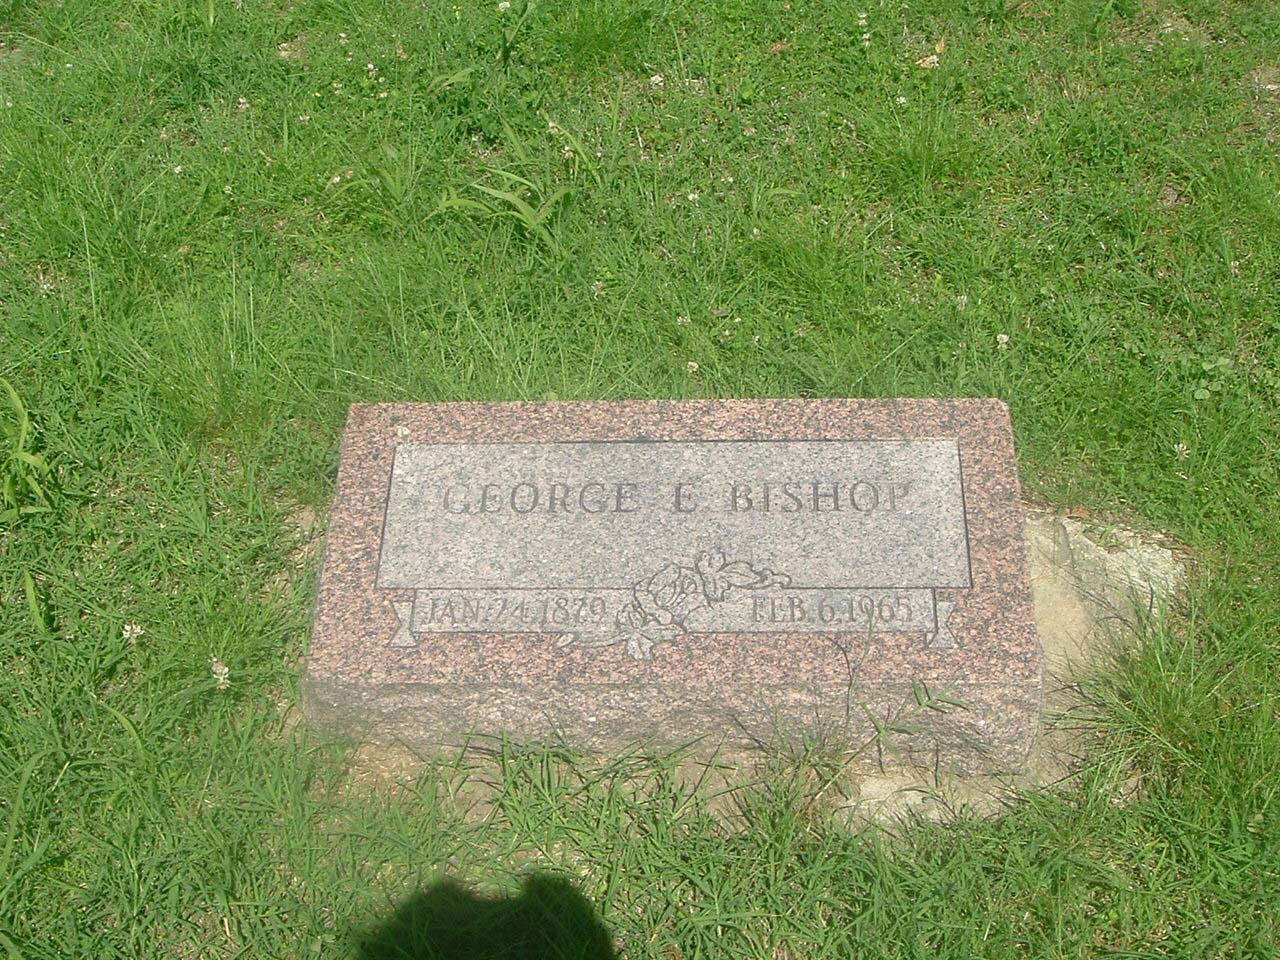 GEORGE E BISHOP
JAN. 24, 1879 FEB. 6, 1965